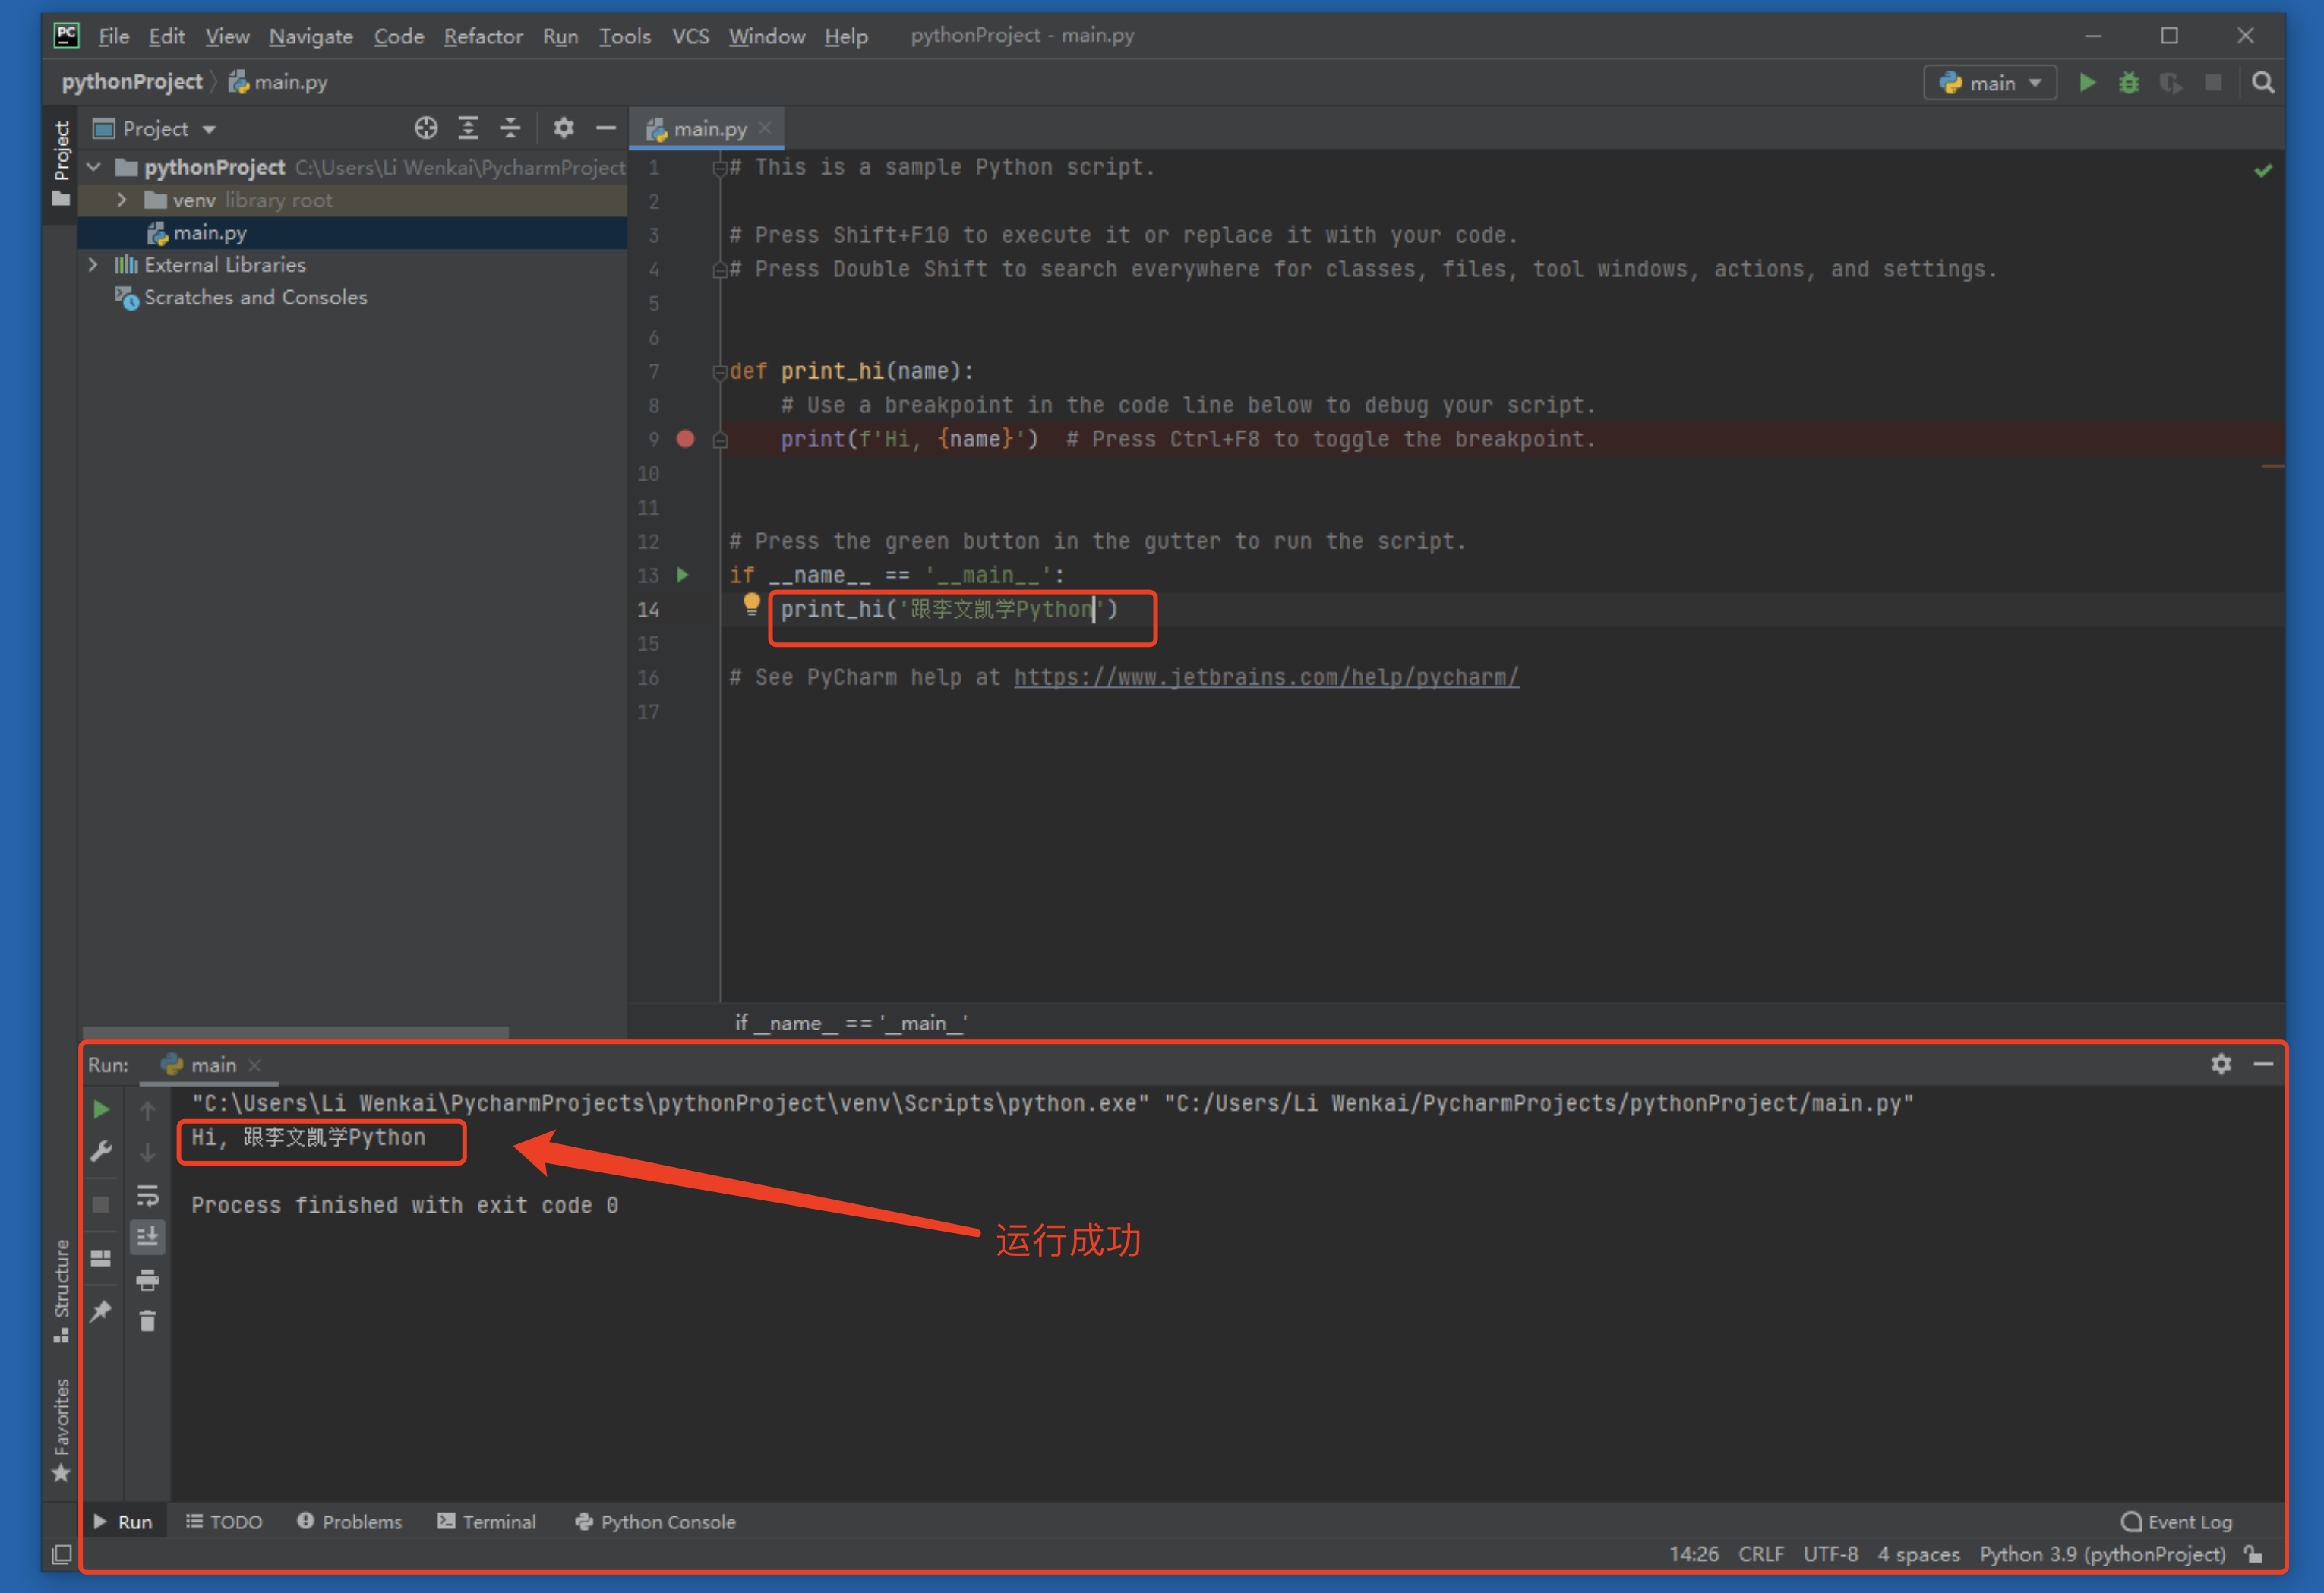 PC File Edit View Navigate Code Refactor Run Tools VCS Window Help pythonProject - main.py
pythonProject main.py main
Project
Project
main.py
pythonProject C:\Users\Li Wenkai\PycharmProject
venv library root
main.py
External Libraries
Scratches and Consoles
1 # This is a sample Python script.
2
3 # Press Shift+F10 to execute it or replace it with your code.
4 # Press Double Shift to search everywhere for classes, files, tool windows, actions, and settings.
5
6
7 def print_hi(name):
8 # Use a breakpoint in the code line below to debug your script.
9 print(f'Hi, {name}') # Press Ctrl+F8 to toggle the breakpoint.
10
11
12 # Press the green button in the gutter to run the script.
13 if __name__ == '__main__':
14 print_hi('跟李文凯学Python')
15
16 # See PyCharm help at https://www.jetbrains.com/help/pycharm/
17
if __name__ == '__main__'
Run: main
"C:\Users\Li Wenkai\PycharmProjects\pythonProject\venv\Scripts\python.exe" "C:/Users/Li Wenkai/PycharmProjects/pythonProject/main.py"
Hi, 跟李文凯学Python
Process finished with exit code 0
运行成功
Structure
Favorites
Run TODO Problems Terminal Python Console Event Log
14:26 CRLF UTF-8 4 spaces Python 3.9 (pythonProject)